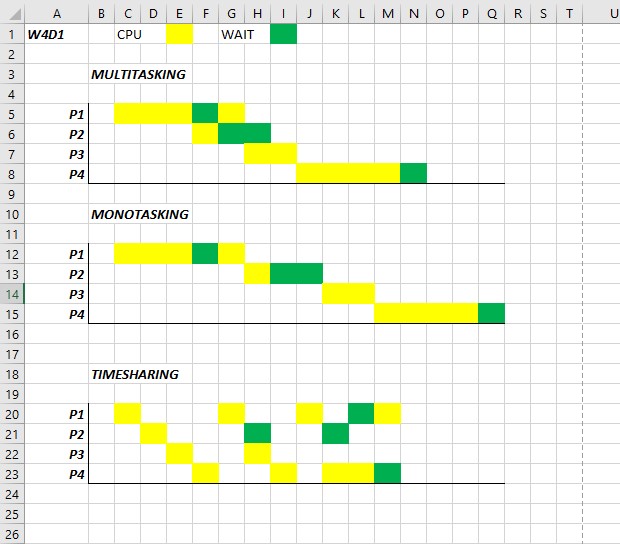 A B C D E F G H I J K L M N O P Q R S T U
1 W4D1 CPU WAIT
2
3 MULTITASKING
4
5 P1
6 P2
7 P3
8 P4
9
10 MONOTASKING
11
12 P1
13 P2
14 P3
15 P4
16
17
18 TIMESHARING
19
20 P1
21 P2
22 P3
23 P4
24
25
26